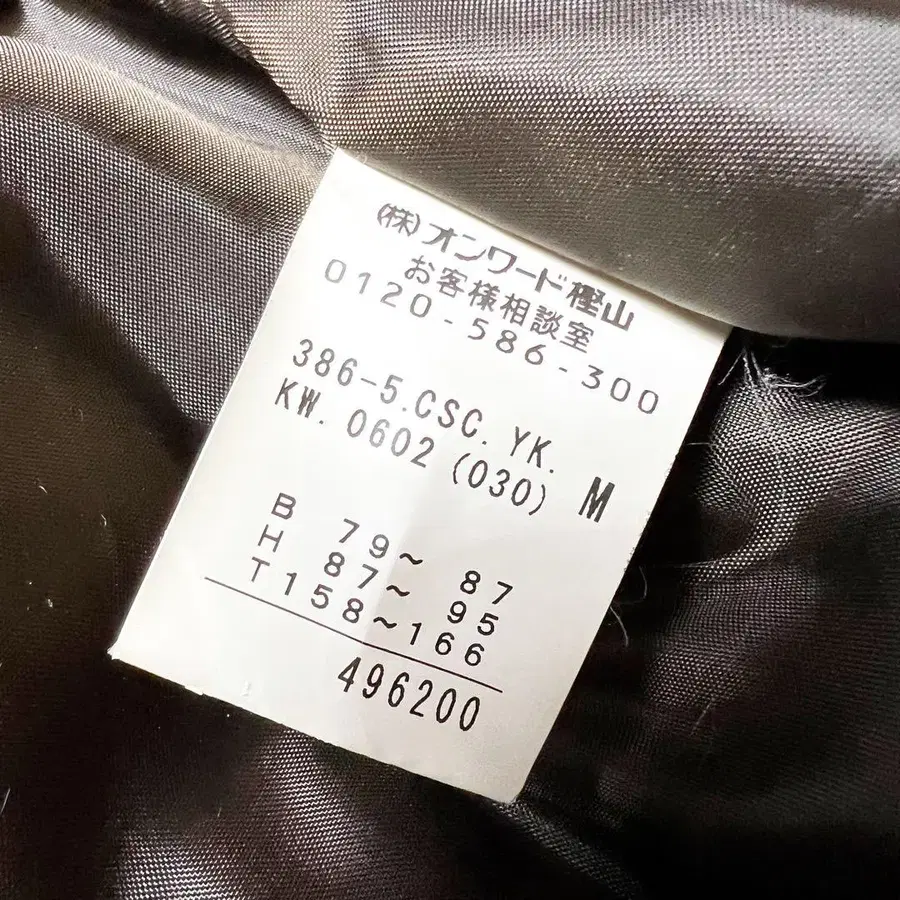 (株)オンワード樫山
お客様相談室
0120-586-300
386-5.CSC.YK.
KW.0602(030) M
B 79~ 87
H 87~ 95
T158~166
496200